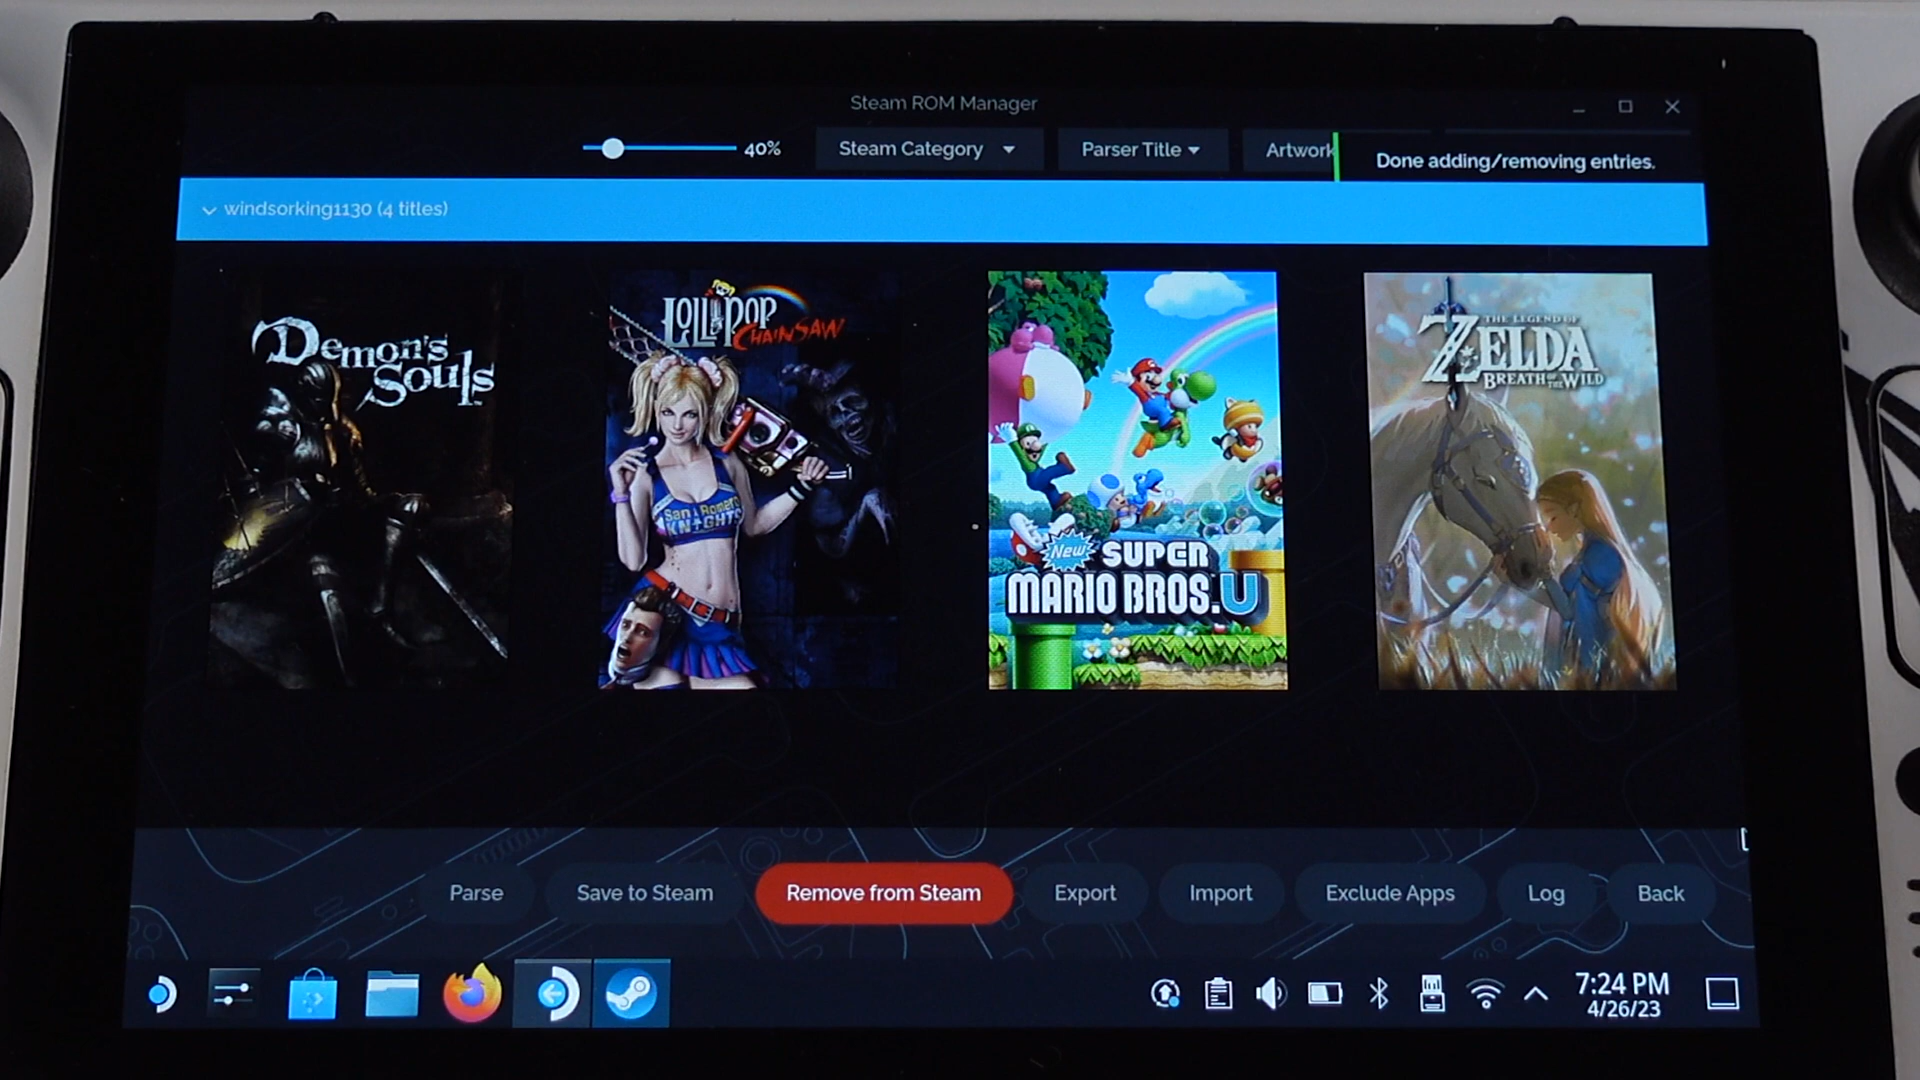 Steam ROM Manager
40%
Steam Category
Parser Title
Artwork
Done adding/removing entries.
windsorking1130 (4 titles)
Demon's
Souls
LOLLIPOP
CHAINSAW
San Romero
KNIGHTS
New SUPER
MARIO BROS. U
THE LEGEND OF
ZELDA
BREATH OF THE WILD
Parse
Save to Steam
Remove from Steam
Export
Import
Exclude Apps
Log
Back
7:24 PM
4/26/23